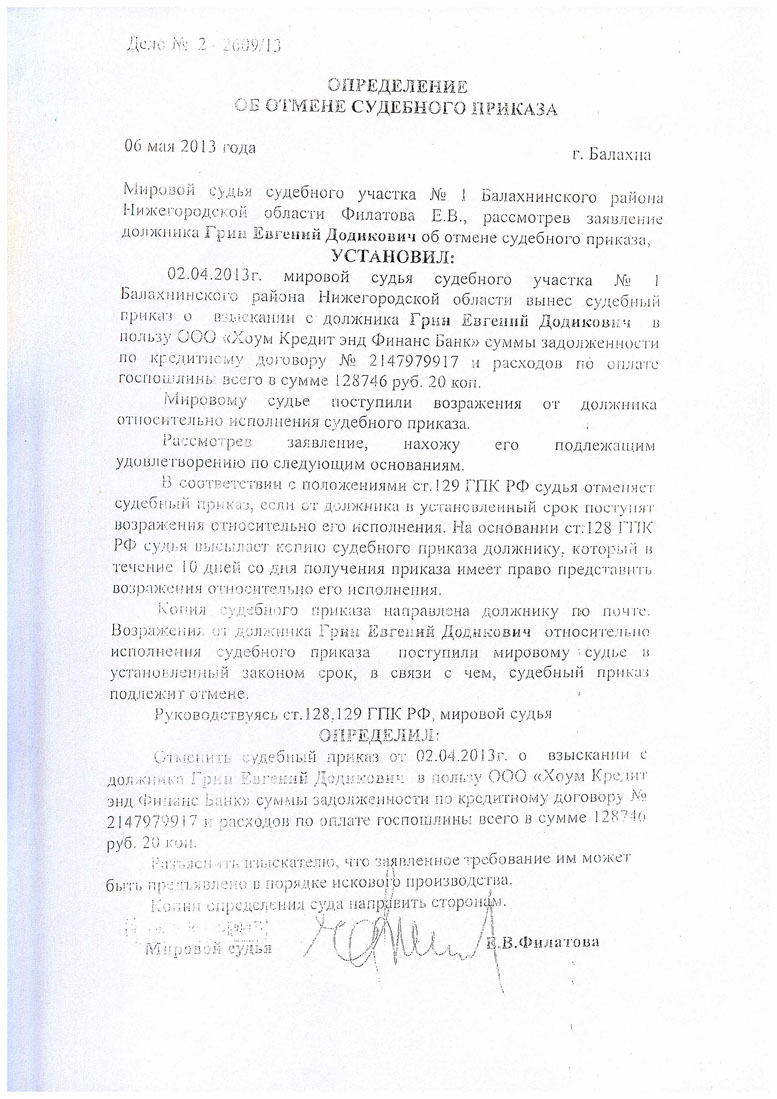 Дело № 2 - 2609/13
ОПРЕДЕЛЕНИЕ
ОБ ОТМЕНЕ СУДЕБНОГО ПРИКАЗА
06 мая 2013 года
г. Балахна
Мировой судья судебного участка № 1 Балахнинского района
Нижегородской области Филатова Е.В., рассмотрев заявление
должника Грин Евгений Додикович об отмене судебного приказа,
УСТАНОВИЛ:
02.04.2013г. мировой судья судебного участка № 1
Балахнинского района Нижегородской области вынес судебный
приказ о взыскании с должника Грин Евгений Додикович в
пользу ООО «Хоум Кредит энд Финанс Банк» суммы задолженности
по кредитному договору № 2147979917 и расходов по оплате
госпошлины всего в сумме 128746 руб. 20 коп.
Мировому судье поступили возражения от должника
относительно исполнения судебного приказа.
Рассмотрев заявление, нахожу его подлежащим
удовлетворению по следующим основаниям.
В соответствии с положениями ст.129 ГПК РФ судья отменяет
судебный приказ, если от должника в установленный срок поступят
возражения относительно его исполнения. На основании ст.128 ГПК
РФ судья высылает копию судебного приказа должнику, который в
течение 10 дней со дня получения приказа имеет право представить
возражения относительно его исполнения.
Копия судебного приказа направлена должнику по почте.
Возражения от должника Грин Евгений Додикович относительно
исполнения судебного приказа поступили мировому судье в
установленный законом срок, в связи с чем, судебный приказ
подлежит отмене.
Руководствуясь ст.128,129 ГПК РФ, мировой судья
ОПРЕДЕЛИЛ:
Отменить судебный приказ от 02.04.2013г. о взыскании с
должника Грин Евгений Додикович в пользу ООО «Хоум Кредит
энд Финанс Банк» суммы задолженности по кредитному договору №
2147979917 и расходов по оплате госпошлины всего в сумме 128746
руб. 20 коп.
Разъяснить взыскателю, что заявленное требование им может
быть предъявлено в порядке искового производства.
Копии определения суда направить сторонам.
Мировой судья
Е.В.Филатова